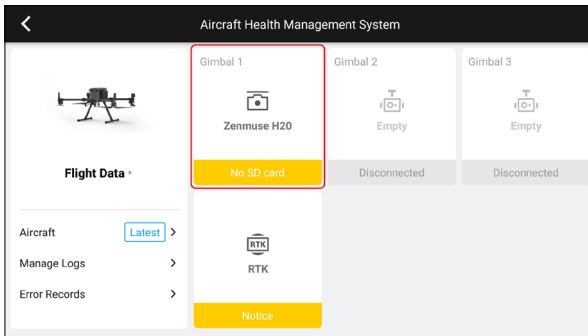 Aircraft Health Management System
Gimbal 1
Gimbal 2
Gimbal 3
Zenmuse H20
Empty
Empty
Flight Data
No SD card
Disconnected
Disconnected
Aircraft
Latest
Manage Logs
Error Records
RTK
RTK
Notice